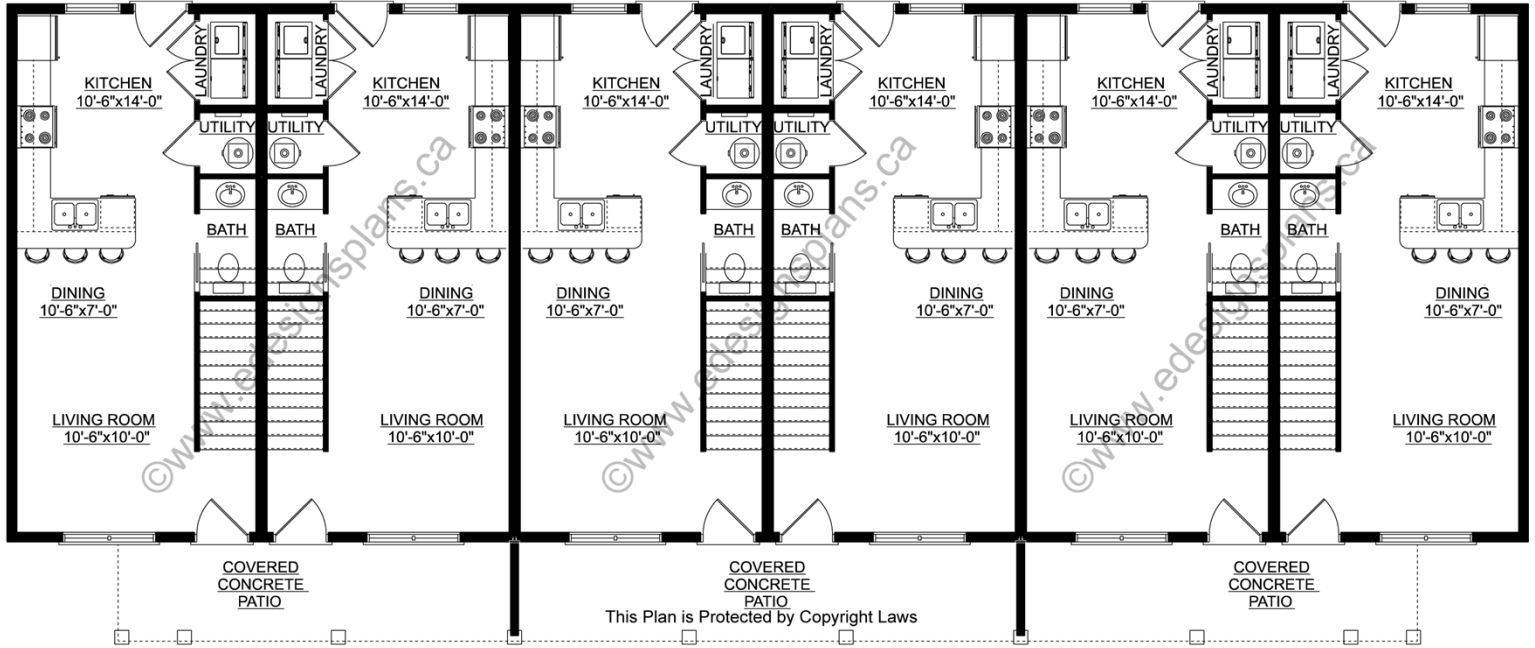 LAUNDRY
LAUNDRY
LAUNDRY
LAUNDRY
LAUNDRY
LAUNDRY
KITCHEN
10'-6"x14'-0"
KITCHEN
10'-6"x14'-0"
KITCHEN
10'-6"x14'-0"
KITCHEN
10'-6"x14'-0"
KITCHEN
10'-6"x14'-0"
KITCHEN
10'-6"x14'-0"
UTILITY
UTILITY
UTILITY
UTILITY
UTILITY
UTILITY
BATH
BATH
BATH
BATH
BATH
BATH
DINING
10'-6"x7'-0"
DINING
10'-6"x7'-0"
DINING
10'-6"x7'-0"
DINING
10'-6"x7'-0"
DINING
10'-6"x7'-0"
DINING
10'-6"x7'-0"
LIVING ROOM
10'-6"x10'-0"
LIVING ROOM
10'-6"x10'-0"
LIVING ROOM
10'-6"x10'-0"
LIVING ROOM
10'-6"x10'-0"
LIVING ROOM
10'-6"x10'-0"
LIVING ROOM
10'-6"x10'-0"
©www.edesignsplans.ca
©www.edesignsplans.ca
©www.edesignsplans.ca
COVERED
CONCRETE
PATIO
COVERED
CONCRETE
PATIO
COVERED
CONCRETE
PATIO
This Plan is Protected by Copyright Laws